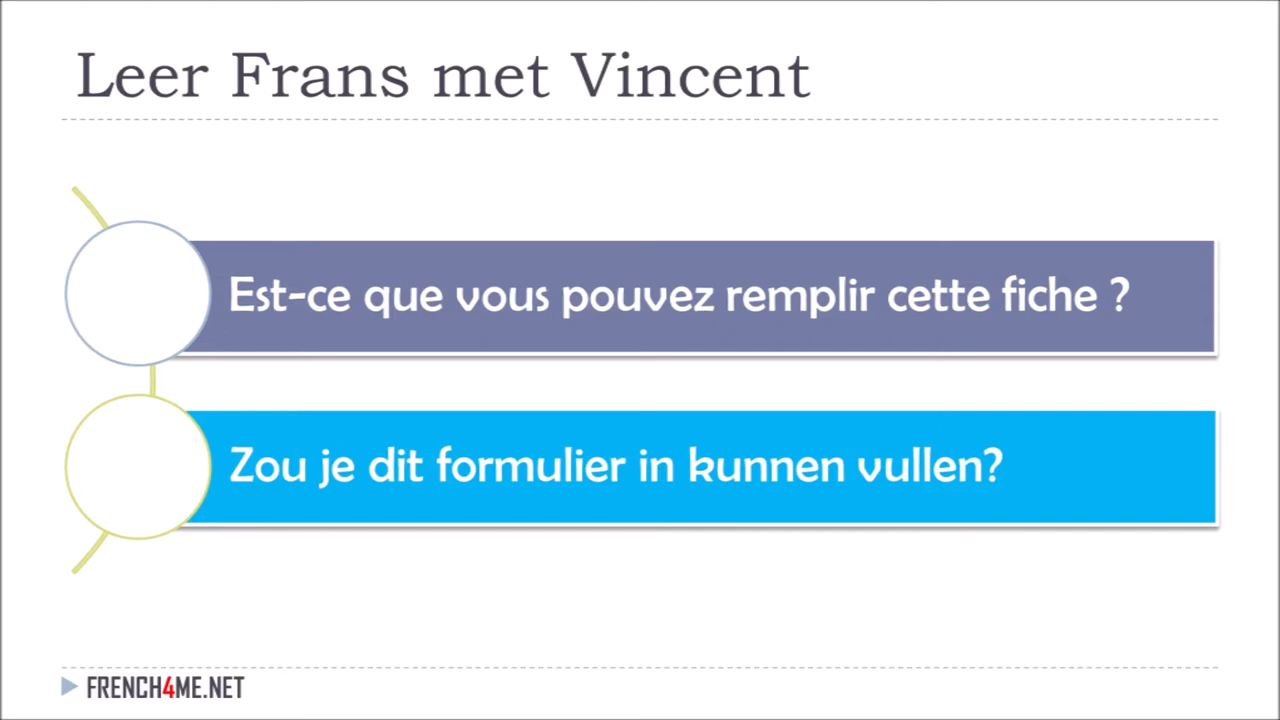 Leer Frans met Vincent
Est-ce que vous pouvez remplir cette fiche ?
Zou je dit formulier in kunnen vullen?
FRENCH4ME.NET